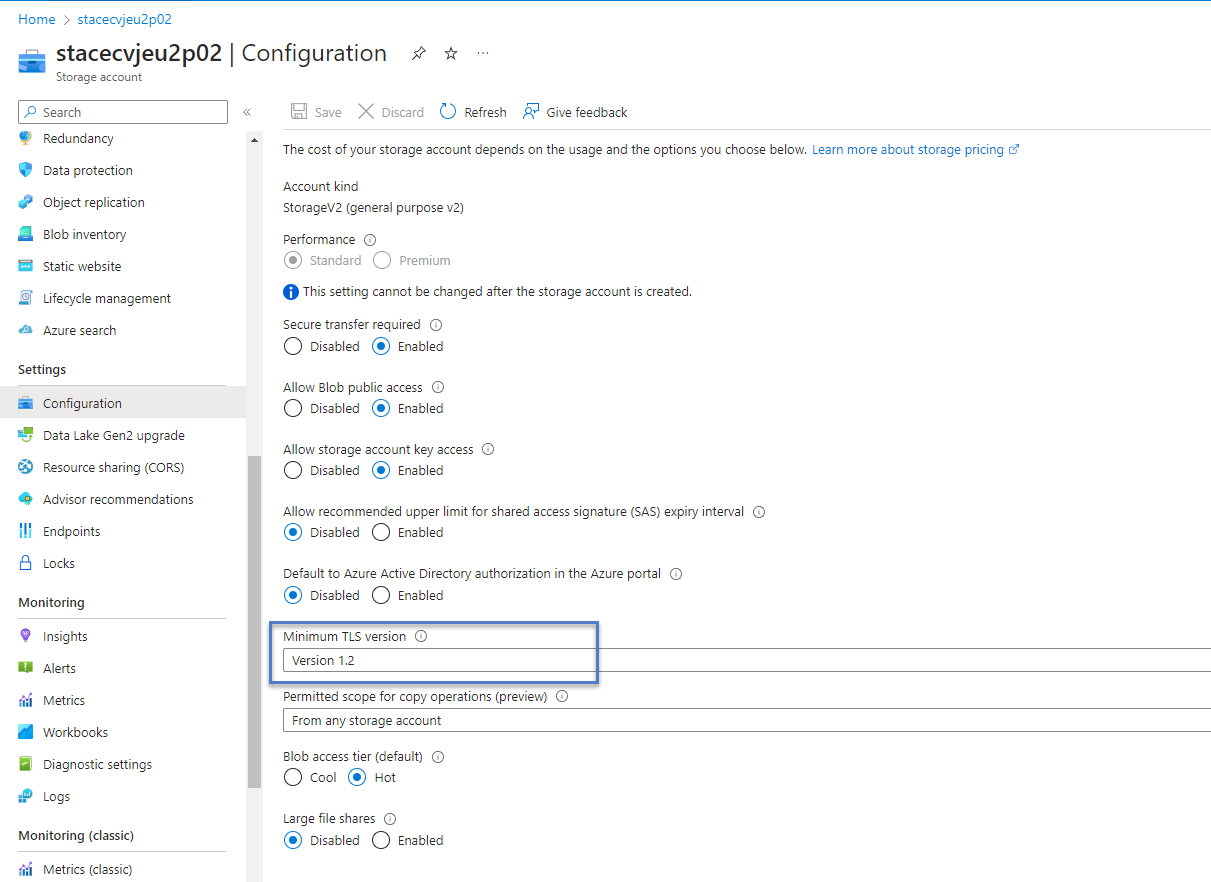 Home > stacecvjeu2p02
stacecvjeu2p02 | Configuration
Storage account
Search
«
Redundancy
Data protection
Object replication
Blob inventory
Static website
Lifecycle management
Azure search
Settings
Configuration
Data Lake Gen2 upgrade
Resource sharing (CORS)
Advisor recommendations
Endpoints
Locks
Monitoring
Insights
Alerts
Metrics
Workbooks
Diagnostic settings
Logs
Monitoring (classic)
Metrics (classic)
Save Discard Refresh Give feedback
The cost of your storage account depends on the usage and the options you choose below. Learn more about storage pricing
Account kind
StorageV2 (general purpose v2)
Performance
Standard Premium
This setting cannot be changed after the storage account is created.
Secure transfer required
Disabled Enabled
Allow Blob public access
Disabled Enabled
Allow storage account key access
Disabled Enabled
Allow recommended upper limit for shared access signature (SAS) expiry interval
Disabled Enabled
Default to Azure Active Directory authorization in the Azure portal
Disabled Enabled
Minimum TLS version
Version 1.2
Permitted scope for copy operations (preview)
From any storage account
Blob access tier (default)
Cool Hot
Large file shares
Disabled Enabled